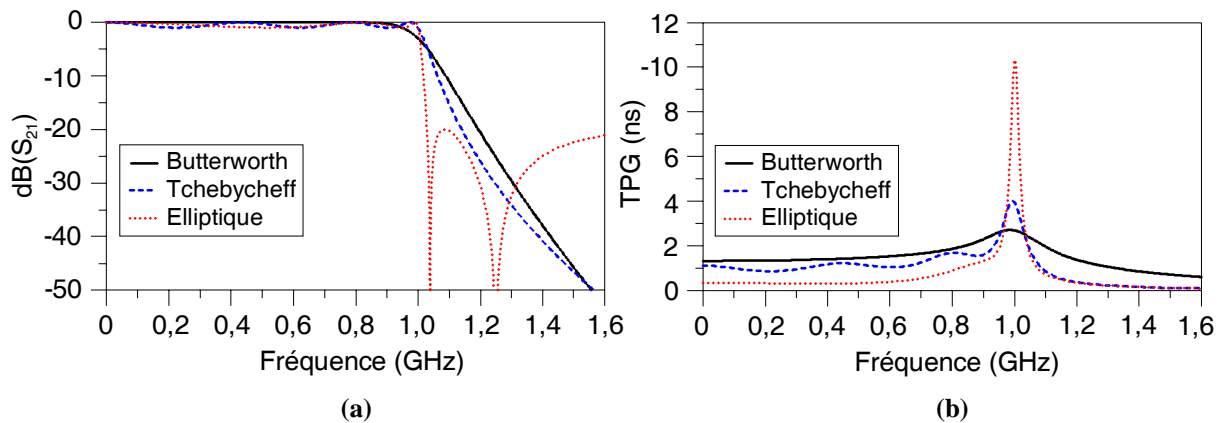 0
-10
-20
-30
-40
-50
dB(S21)
Butterworth
Tchebycheff
Elliptique
0 0,2 0,4 0,6 0,8 1,0 1,2 1,4 1,6
Fréquence (GHz)
(a)
12
-10
8
6
4
2
0
TPG (ns)
Butterworth
Tchebycheff
Elliptique
0 0,2 0,4 0,6 0,8 1,0 1,2 1,4 1,6
Fréquence (GHz)
(b)